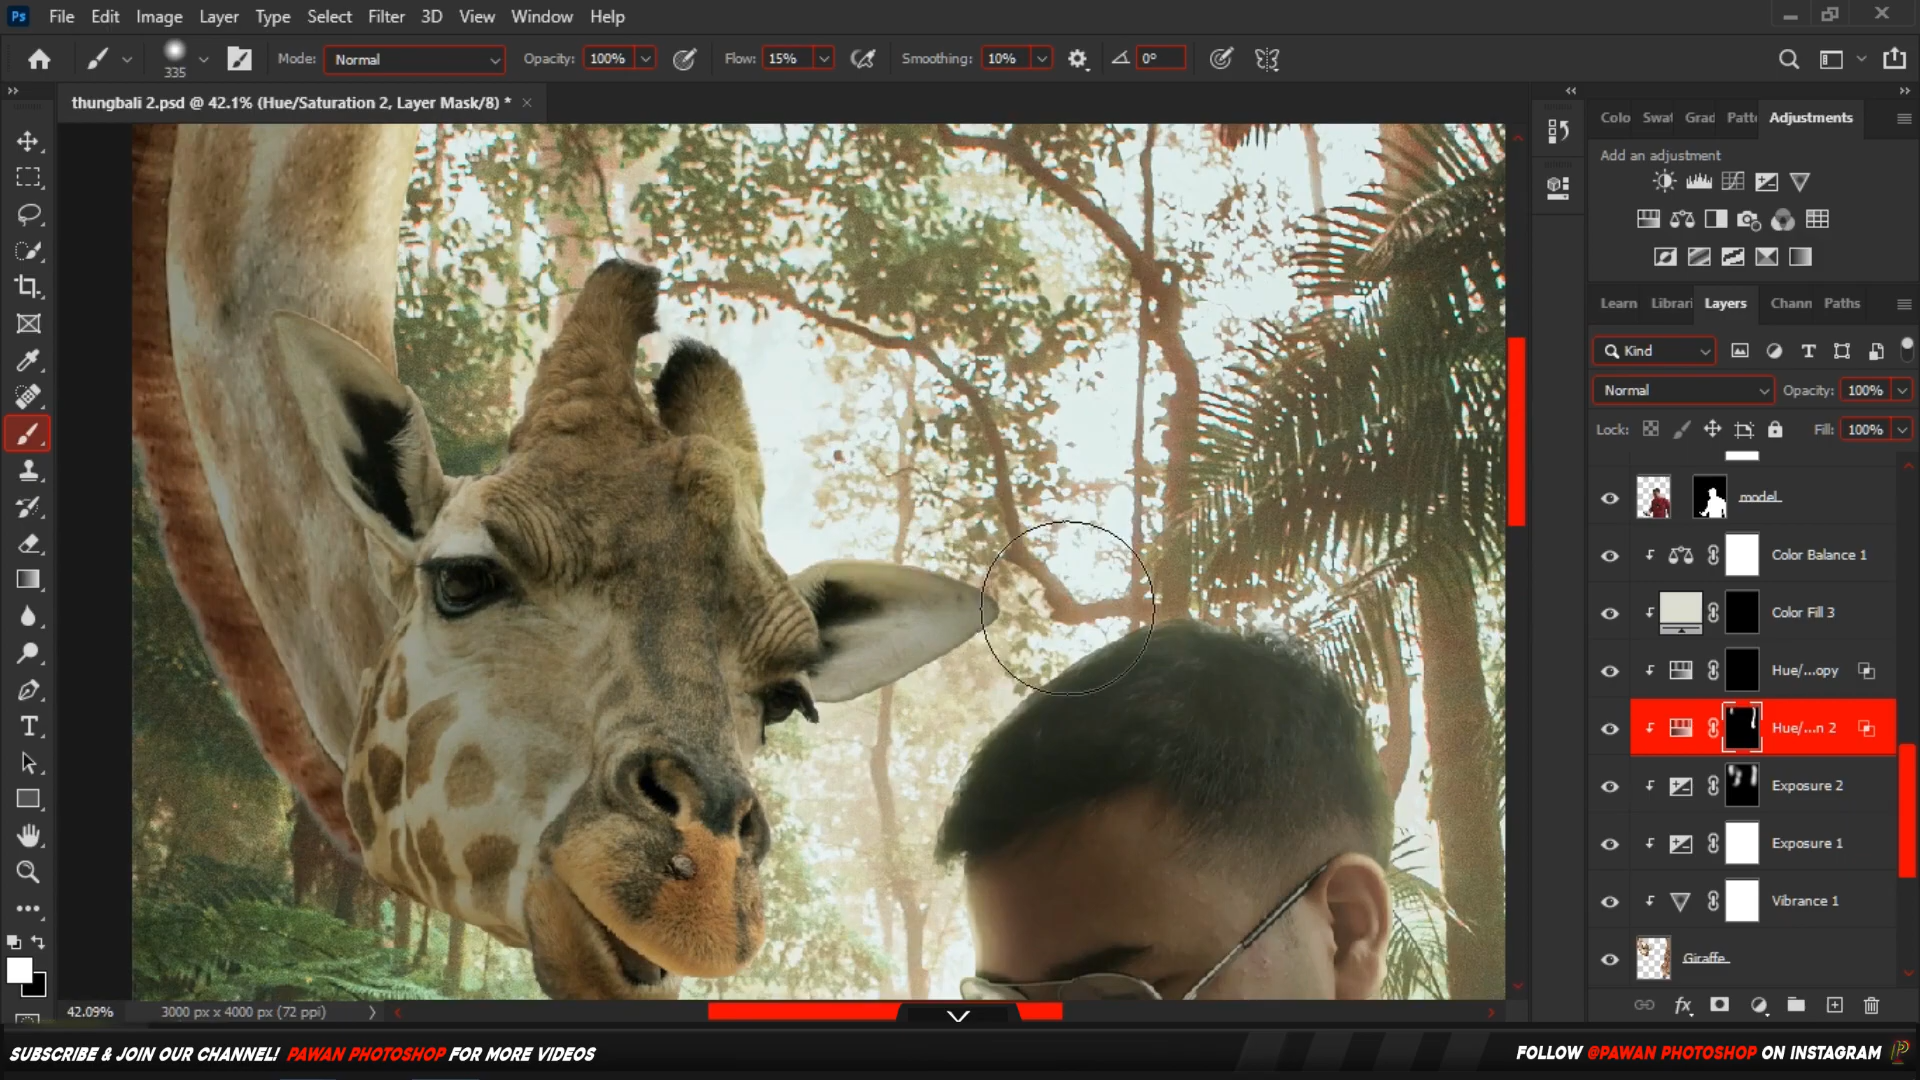 Ps File Edit Image Layer Type Select Filter 3D View Window Help
335 Mode: Normal Opacity: 100% Flow: 15% Smoothing: 10% 0°
thungbali 2.psd @ 42.1% (Hue/Saturation 2, Layer Mask/8) * ×
Colo Swat Grad Patte Adjustments
Add an adjustment
Learn Librari Layers Chann Paths
Kind
Normal Opacity: 100%
Lock: Fill: 100%
model
Color Balance 1
Color Fill 3
Hue/...opy
Hue/...n 2
Exposure 2
Exposure 1
Vibrance 1
Giraffe
42.09% 3000 px x 4000 px (72 ppi)
SUBSCRIBE & JOIN OUR CHANNEL! PAWAN PHOTOSHOP FOR MORE VIDEOS
FOLLOW @PAWAN PHOTOSHOP ON INSTAGRAM